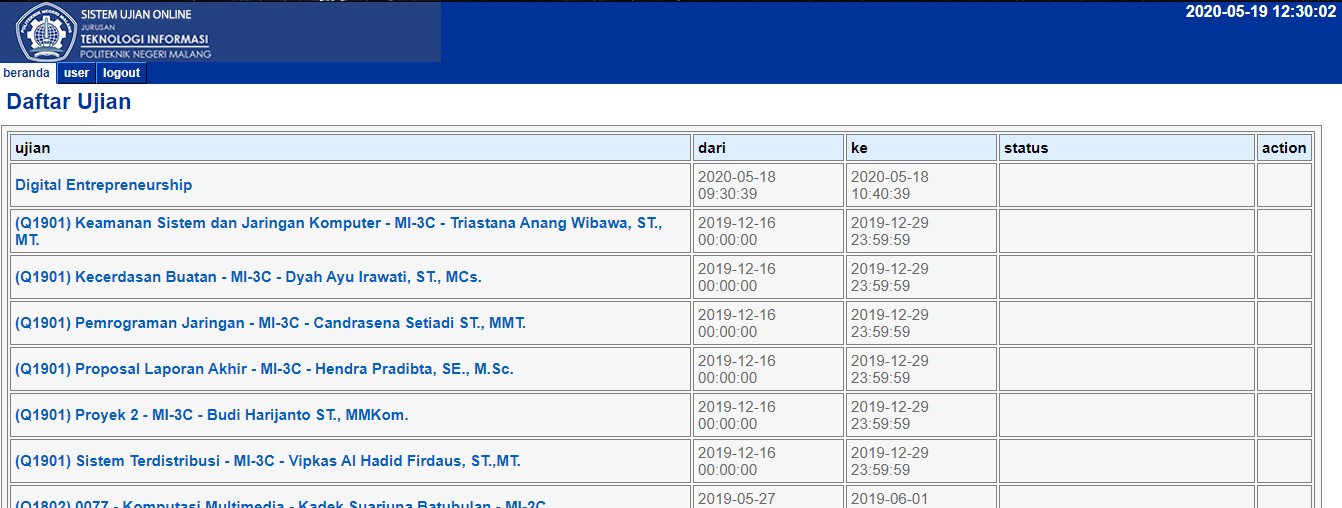 SISTEM UJIAN ONLINE
JURUSAN
TEKNOLOGI INFORMASI
POLITEKNIK NEGERI MALANG
2020-05-19 12:30:02
beranda user logout
Daftar Ujian
ujian dari ke status action
Digital Entrepreneurship 2020-05-18 09:30:39 2020-05-18 10:40:39
(Q1901) Keamanan Sistem dan Jaringan Komputer - MI-3C - Triastana Anang Wibawa, ST.,
MT.
2019-12-16 00:00:00 2019-12-29 23:59:59
(Q1901) Kecerdasan Buatan - MI-3C - Dyah Ayu Irawati, ST., MCs. 2019-12-16 00:00:00 2019-12-29 23:59:59
(Q1901) Pemrograman Jaringan - MI-3C - Candrasena Setiadi ST., MMT. 2019-12-16 00:00:00 2019-12-29 23:59:59
(Q1901) Proposal Laporan Akhir - MI-3C - Hendra Pradibta, SE., M.Sc. 2019-12-16 00:00:00 2019-12-29 23:59:59
(Q1901) Proyek 2 - MI-3C - Budi Harijanto ST., MMKom. 2019-12-16 00:00:00 2019-12-29 23:59:59
(Q1901) Sistem Terdistribusi - MI-3C - Vipkas Al Hadid Firdaus, ST.,MT. 2019-12-16 00:00:00 2019-12-29 23:59:59
(Q1802) 0077 - Komputasi Multimedia - Kadek Suarjuna Batubulan - MI-2C 2019-05-27 2019-06-01